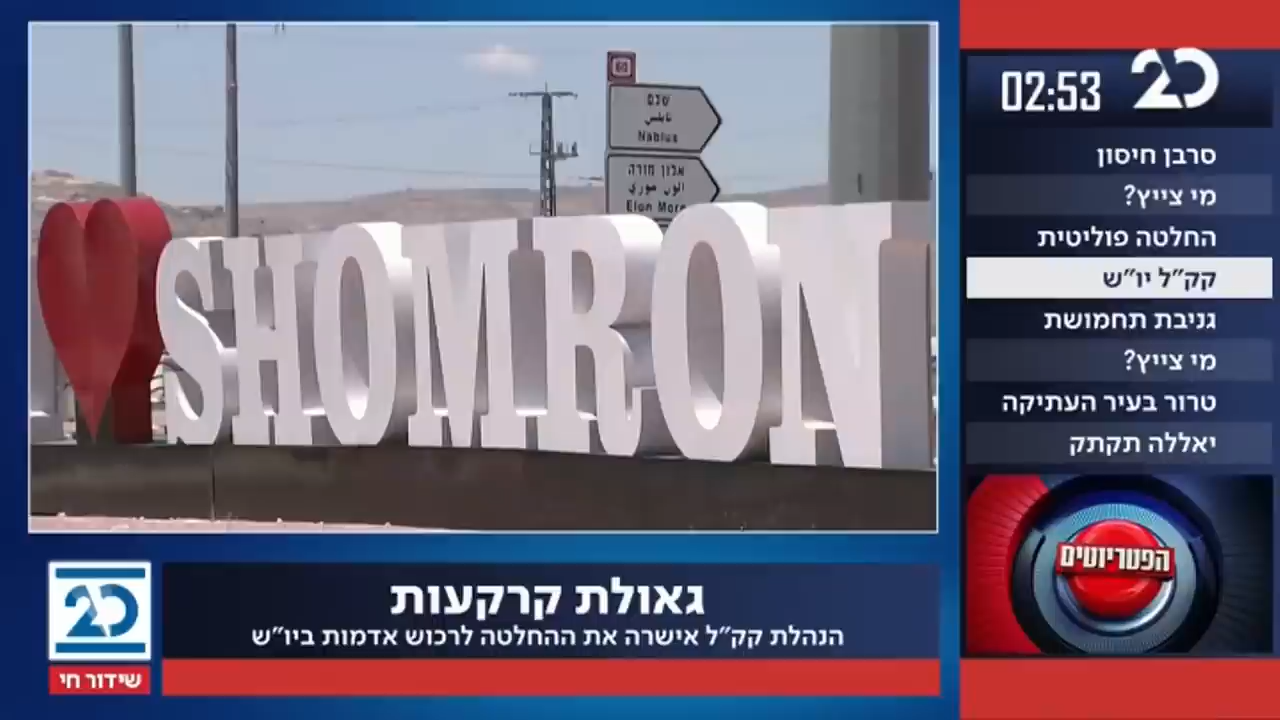 SHOMRON
60
שכם
نابلس
Nablus
אלון מורה
الون موري
Elon More
02:53
20
סרבן חיסון
מי צייץ?
החלטה פוליטית
קק"ל יו"ש
גניבת תחמושת
מי צייץ?
טרור בעיר העתיקה
יאללה תקתק
הפטריוטים
20
שידור חי
גאולת קרקעות
הנהלת קק"ל אישרה את ההחלטה לרכוש אדמות ביו"ש